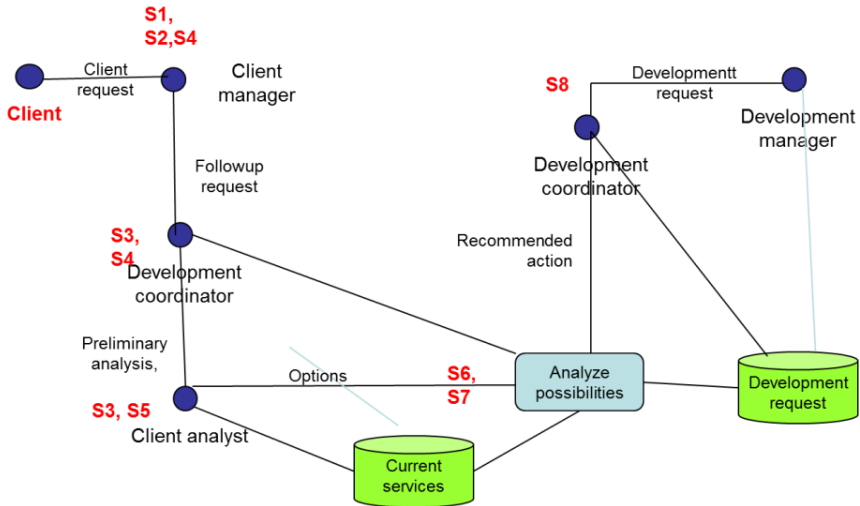 S1,
S2,S4
Client
request
Client
manager
Client
S8
Developmentt
request
Development
manager
Development
coordinator
Followup
request
S3,
S4
Development
coordinator
Recommended
action
Preliminary
analysis,
Options
S6,
S7
Analyze
possibilities
Development
request
S3, S5
Client analyst
Current
services